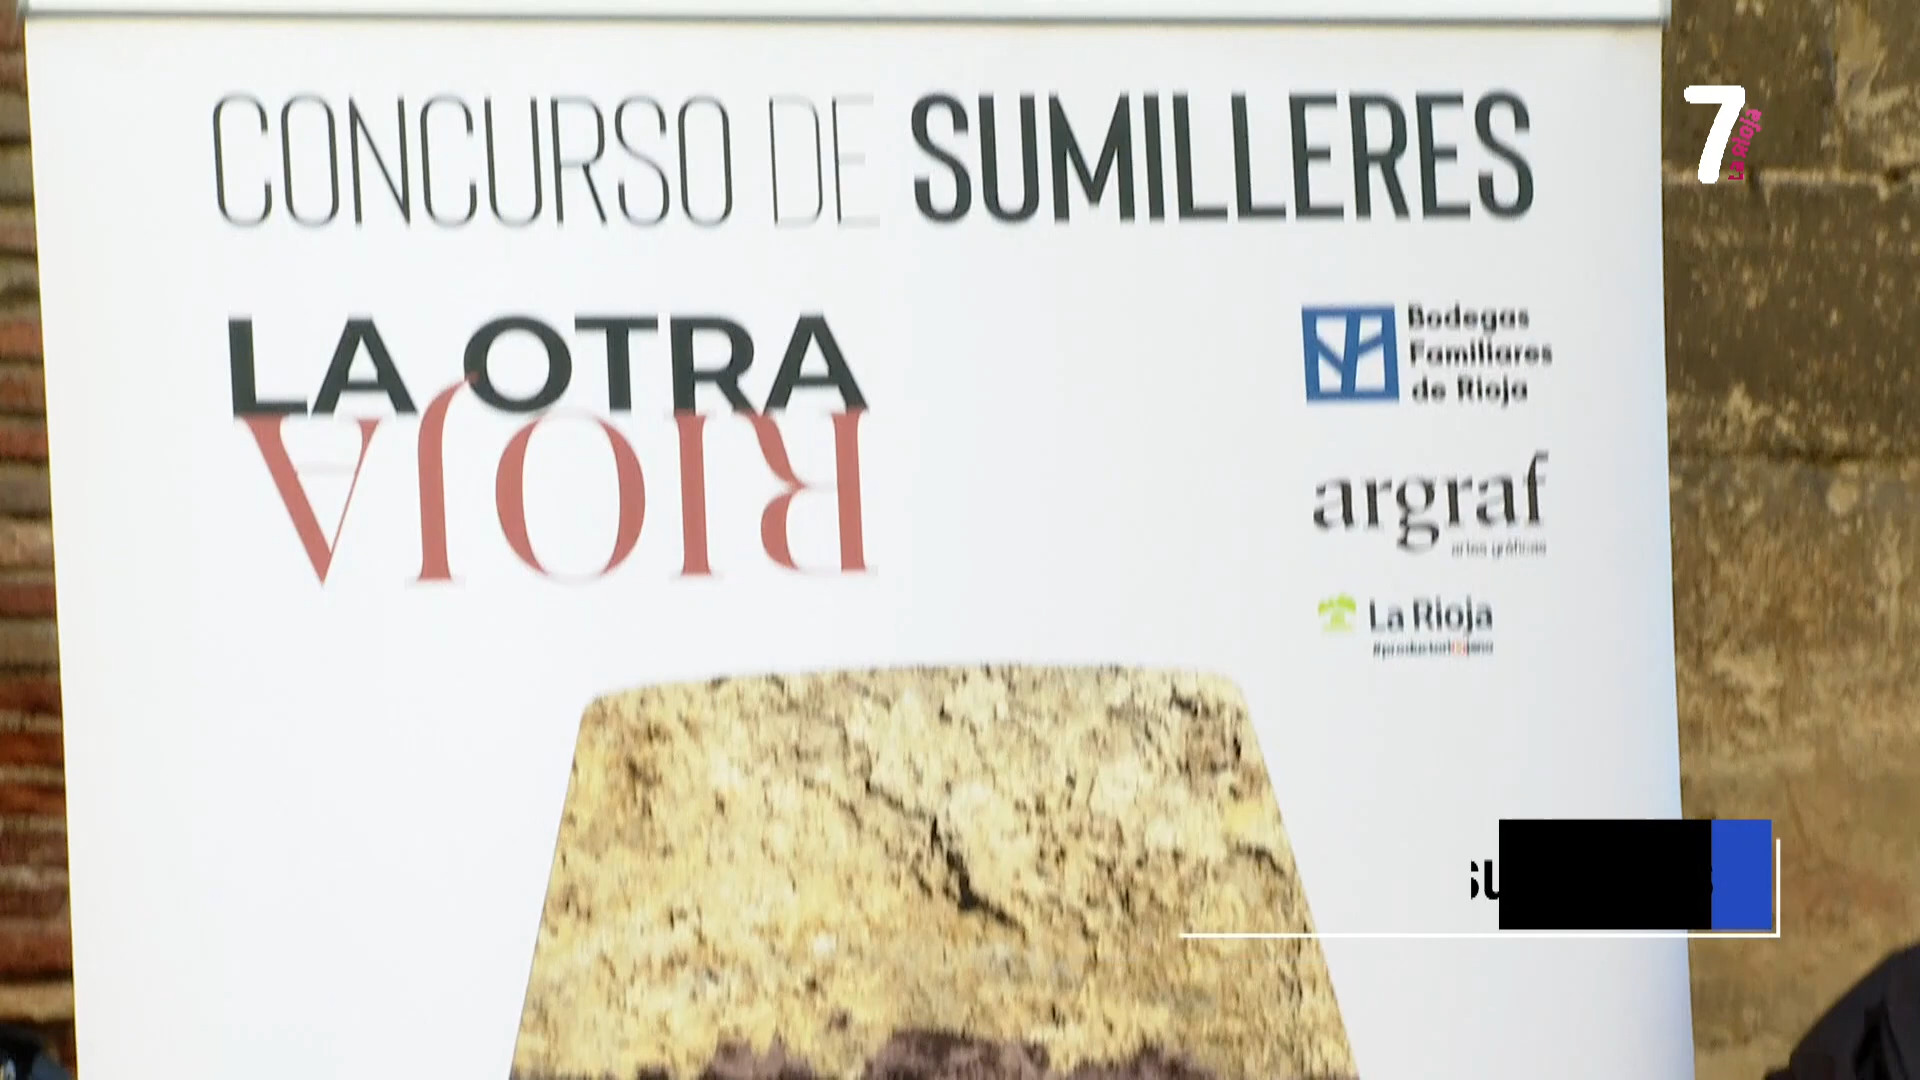 CONCURSO DE SUMILLERES
LA OTRA
RIOJA
Bodegas
Familiares
de Rioja
argraf
artes gráficas
La Rioja
7
LA RIOJA